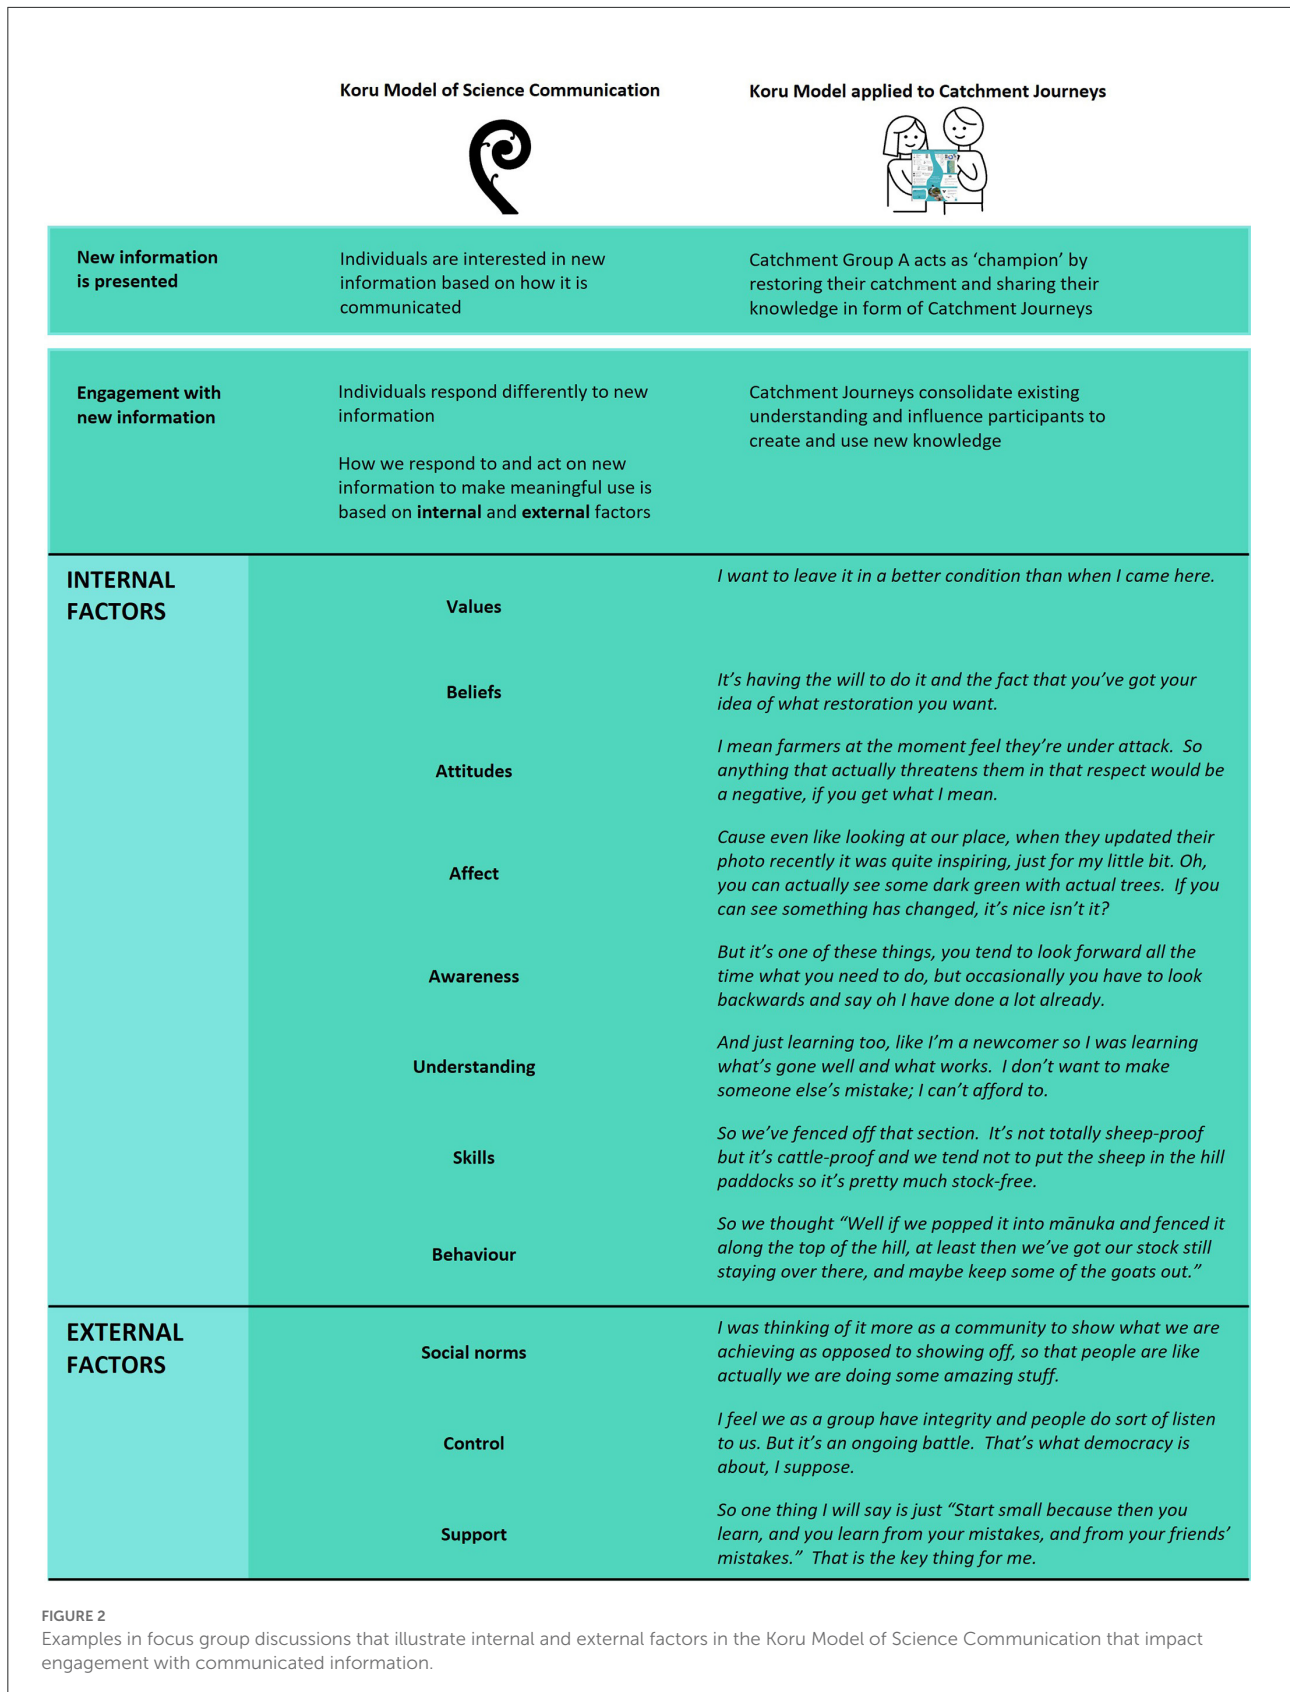 Koru Model of Science Communication
Koru Model applied to Catchment Journeys
New information
is presented
Individuals are interested in new
information based on how it is
communicated
Catchment Group A acts as ‘champion’ by
restoring their catchment and sharing their
knowledge in form of Catchment Journeys
Engagement with
new information
Individuals respond differently to new
information
How we respond to and act on new
information to make meaningful use is
based on internal and external factors
Catchment Journeys consolidate existing
understanding and influence participants to
create and use new knowledge
INTERNAL
FACTORS
Values
I want to leave it in a better condition than when I came here.
Beliefs
It’s having the will to do it and the fact that you’ve got your
idea of what restoration you want.
Attitudes
I mean farmers at the moment feel they’re under attack.  So
anything that actually threatens them in that respect would be
a negative, if you get what I mean.
Affect
Cause even like looking at our place, when they updated their
photo recently it was quite inspiring, just for my little bit. Oh,
you can actually see some dark green with actual trees.  If you
can see something has changed, it’s nice isn’t it?
Awareness
But it’s one of these things, you tend to look forward all the
time what you need to do, but occasionally you have to look
backwards and say oh I have done a lot already.
Understanding
And just learning too, like I’m a newcomer so I was learning
what’s gone well and what works.  I don’t want to make
someone else’s mistake; I can’t afford to.
Skills
So we’ve fenced off that section.  It’s not totally sheep-proof
but it’s cattle-proof and we tend not to put the sheep in the hill
paddocks so it’s pretty much stock-free.
Behaviour
So we thought “Well if we popped it into mānuka and fenced it
along the top of the hill, at least then we’ve got our stock still
staying over there, and maybe keep some of the goats out.”
EXTERNAL
FACTORS
Social norms
I was thinking of it more as a community to show what we are
achieving as opposed to showing off, so that people are like
actually we are doing some amazing stuff.
Control
I feel we as a group have integrity and people do sort of listen
to us. But it’s an ongoing battle.  That’s what democracy is
about, I suppose.
Support
So one thing I will say is just “Start small because then you
learn, and you learn from your mistakes, and from your friends’
mistakes.”  That is the key thing for me.
FIGURE 2
Examples in focus group discussions that illustrate internal and external factors in the Koru Model of Science Communication that impact
engagement with communicated information.